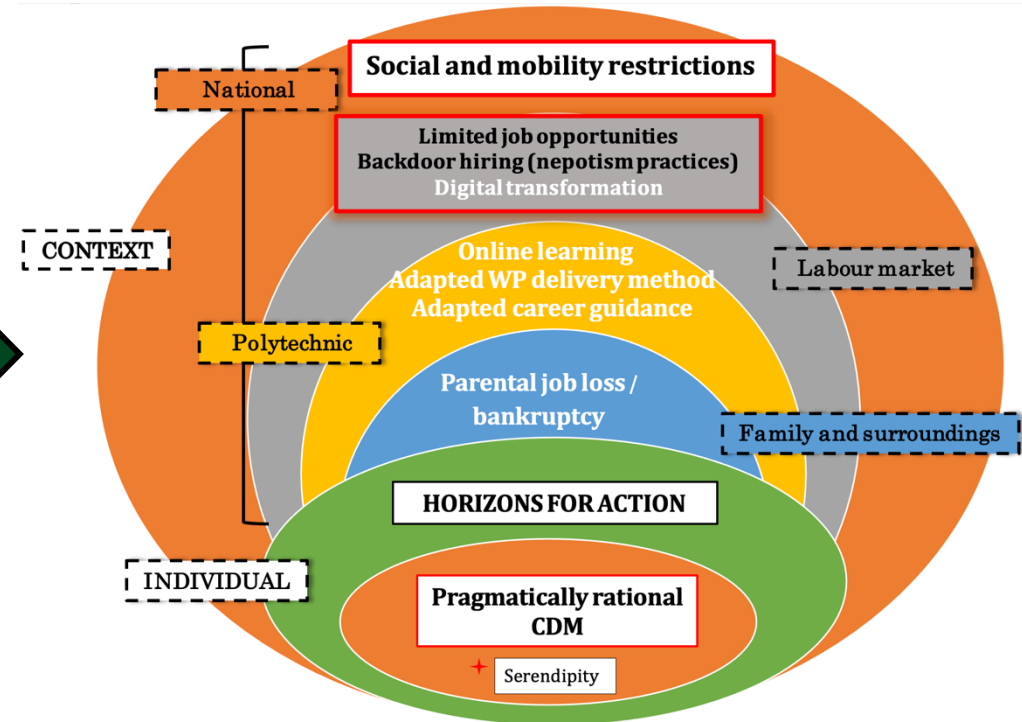 Social and mobility restrictions
National
Limited job opportunities
Backdoor hiring (nepotism practices)
Digital transformation
CONTEXT
Online learning
Adapted WP delivery method
Adapted career guidance
Labour market
Polytechnic
Parental job loss /
bankruptcy
Family and surroundings
HORIZONS FOR ACTION
INDIVIDUAL
Pragmatically rational
CDM
Serendipity